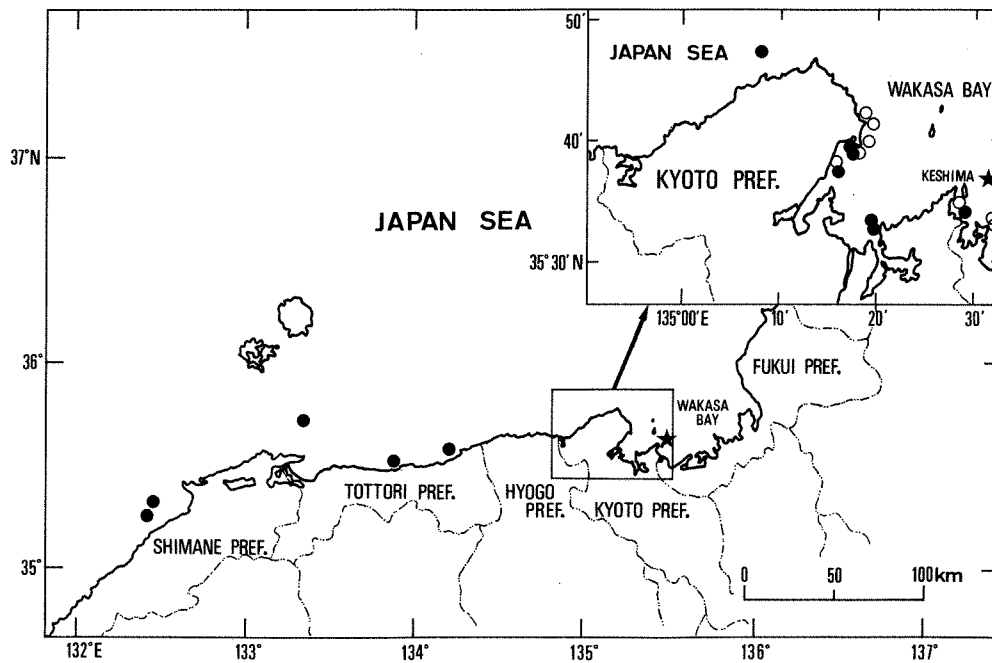 50′
JAPAN SEA
WAKASA BAY
40′
KESHIMA
KYOTO PREF.
35°30′N
135°00′E
10′
20′
30′
37°N
JAPAN SEA
36°
FUKUI PREF.
WAKASA
BAY
TOTTORI PREF.
HYOGO
PREF.
KYOTO PREF.
SHIMANE PREF.
35°
0
50
100km
132°E
133°
134°
135°
136°
137°